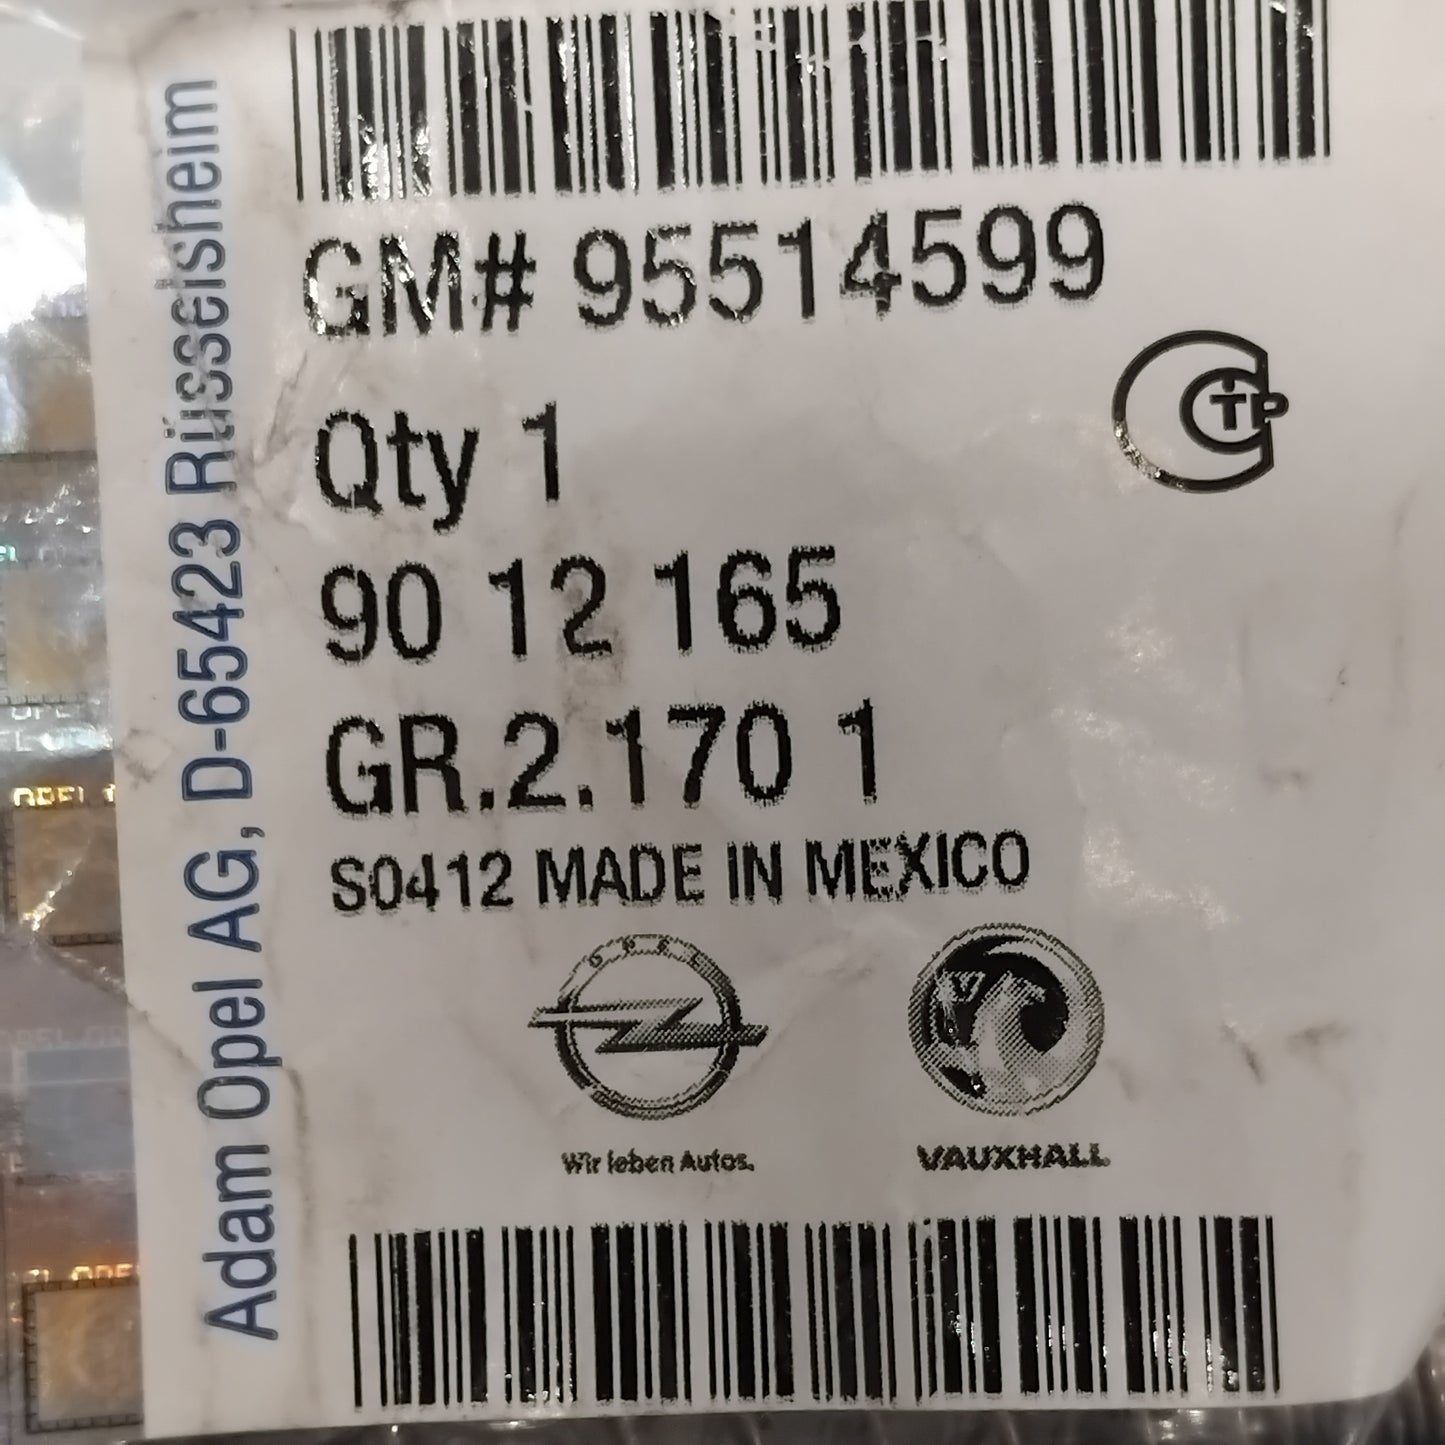 GM# 95514599
Qty 1
90 12 165
GR.2.170 1
S0412 MADE IN MEXICO
OPEL
Wir leben Autos.
V
VAUXHALL
Adam Opel AG, D-65423 Rüsselsheim